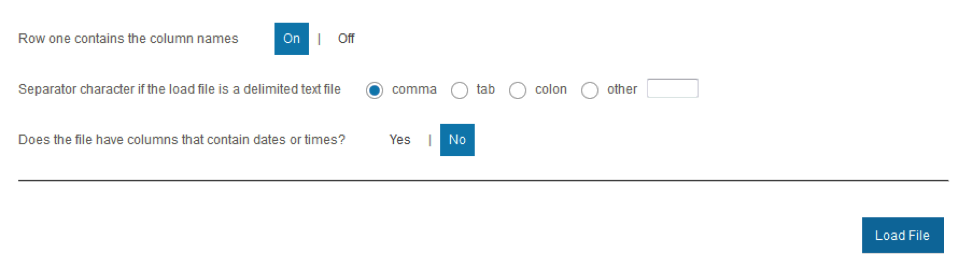 Row one contains the column names On | Off
Separator character if the load file is a delimited text file comma tab colon other
Does the file have columns that contain dates or times? Yes | No
Load File